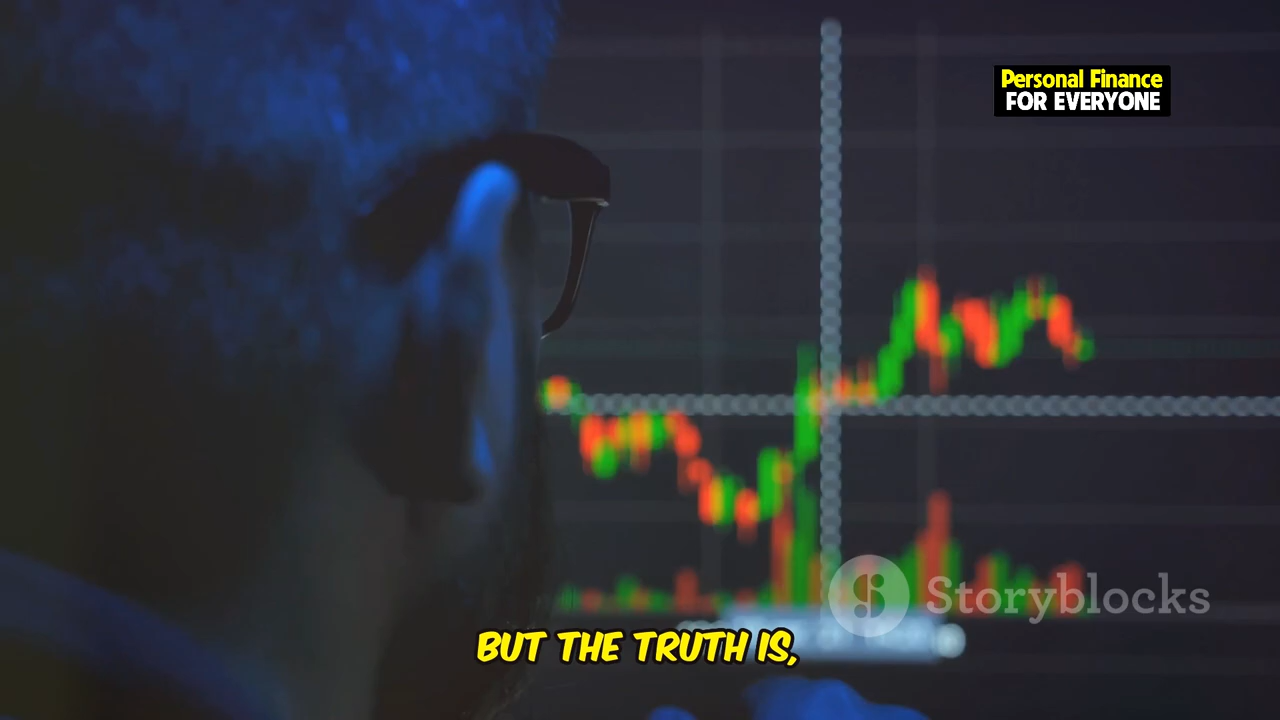 Personal Finance
FOR EVERYONE
Storyblocks
BUT THE TRUTH IS,